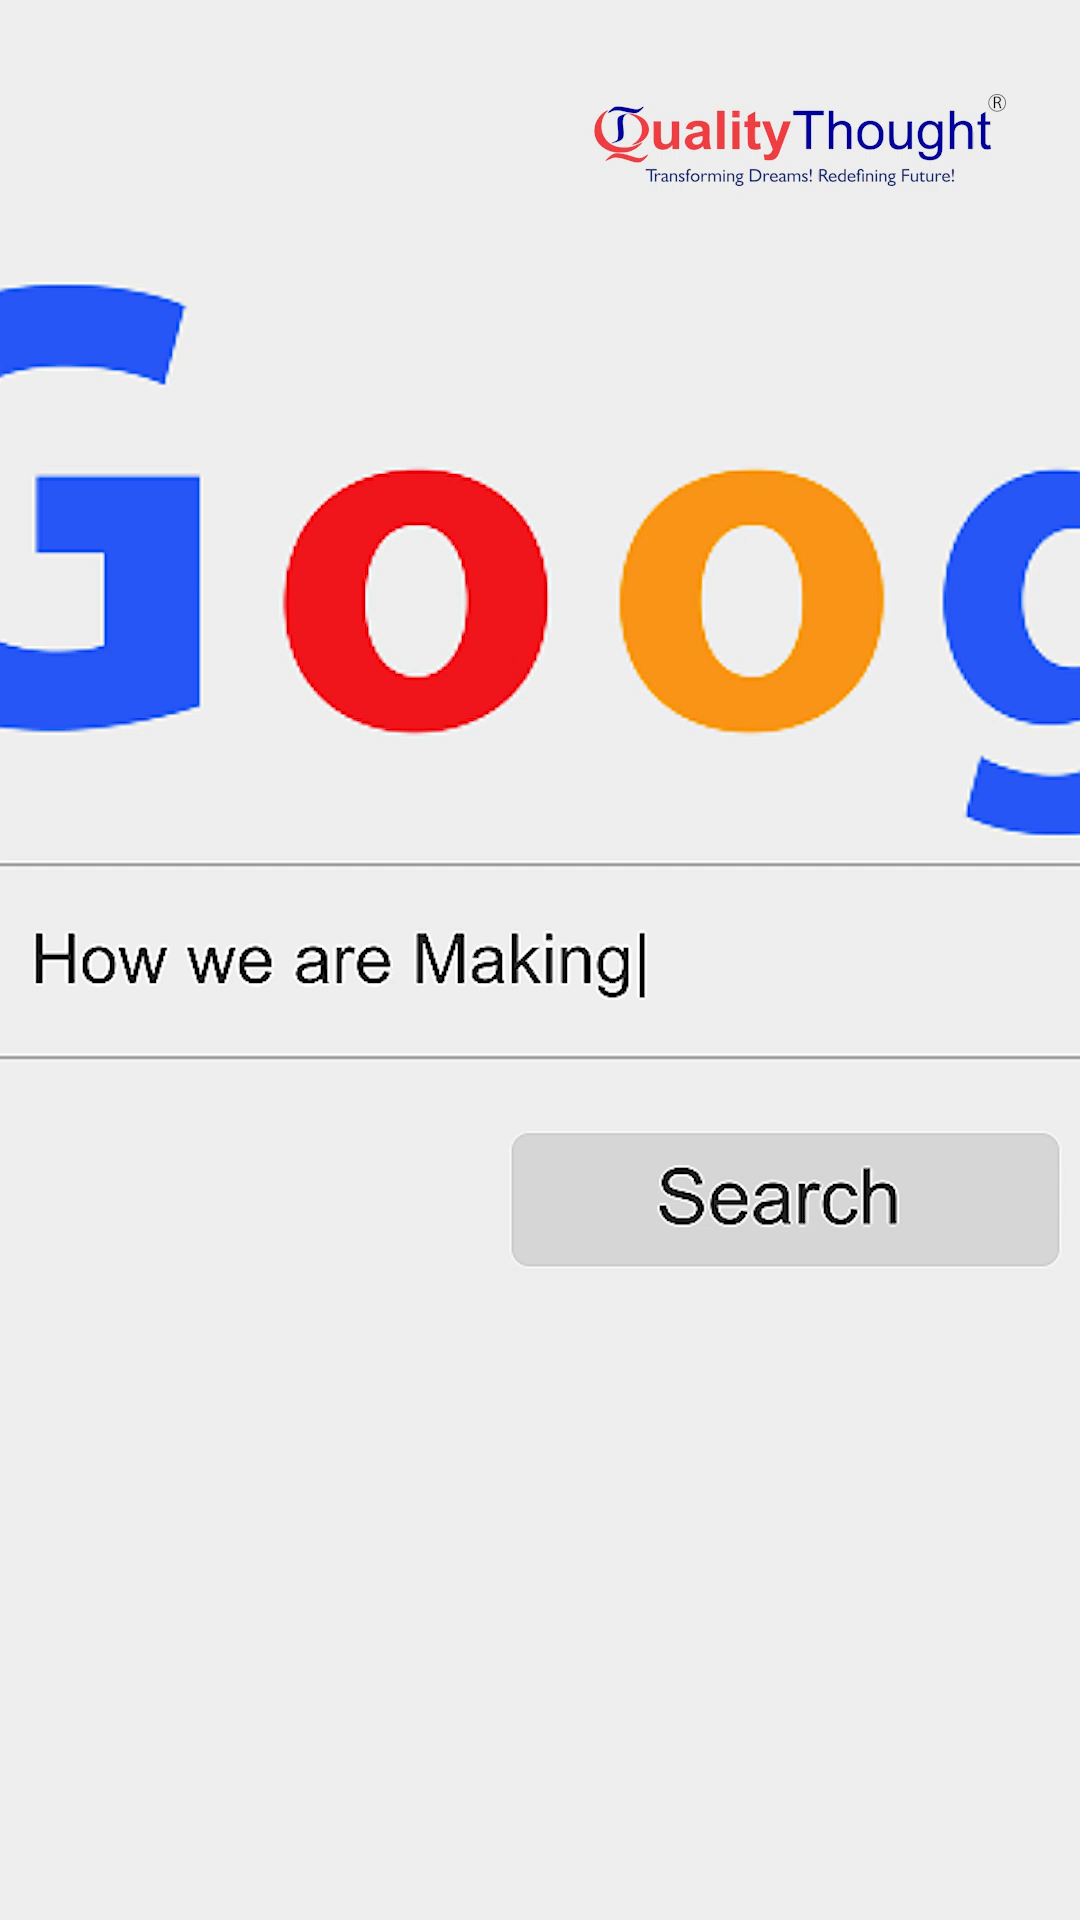 QualityThought®
Transforming Dreams! Redefining Future!
Goog
How we are Making|
Search